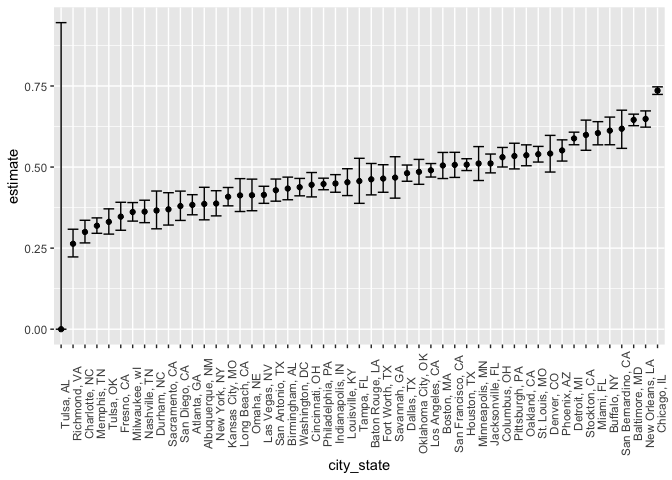 0.75
0.50
0.25
0.00
estimate
Tulsa, AL
Richmond, VA
Charlotte, NC
Memphis, TN
Tulsa, OK
Fresno, CA
Milwaukee, wI
Nashville, TN
Durham, NC
Sacramento, CA
San Diego, CA
Atlanta, GA
Albuquerque, NM
New York, NY
Kansas City, MO
Long Beach, CA
Omaha, NE
Las Vegas, NV
San Antonio, TX
Birmingham, AL
Washington, DC
Cincinnati, OH
Philadelphia, PA
Indianapolis, IN
Louisville, KY
Tampa, FL
Baton Rouge, LA
Fort Worth, TX
Savannah, GA
Dallas, TX
Oklahoma City, OK
Los Angeles, CA
Boston, MA
San Francisco, CA
Houston, TX
Minneapolis, MN
Jacksonville, FL
Columbus, OH
Pittsburgh, PA
Oakland, CA
St. Louis, MO
Denver, CO
Phoenix, AZ
Detroit, MI
Stockton, CA
Miami, FL
Buffalo, NY
San Bernardino, CA
Baltimore, MD
New Orleans, LA
Chicago, IL
city_state